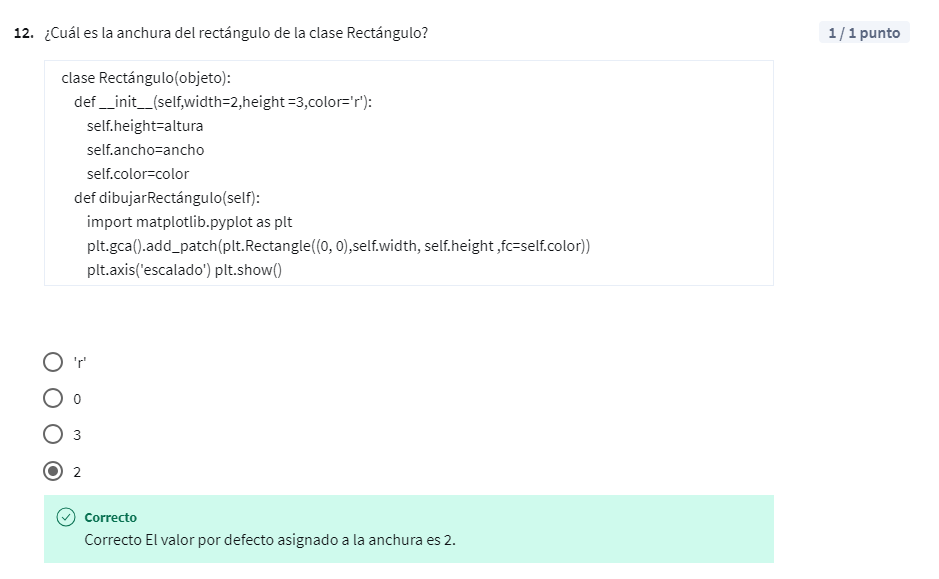 12. ¿Cuál es la anchura del rectángulo de la clase Rectángulo?
1 / 1 punto
clase Rectángulo(objeto):
def __init__(self,width=2,height =3,color='r'):
self.height=altura
self.ancho=ancho
self.color=color
def dibujarRectángulo(self):
import matplotlib.pyplot as plt
plt.gca().add_patch(plt.Rectangle((0, 0),self.width, self.height ,fc=self.color))
plt.axis('escalado') plt.show()
'r'
0
3
2
Correcto
Correcto El valor por defecto asignado a la anchura es 2.